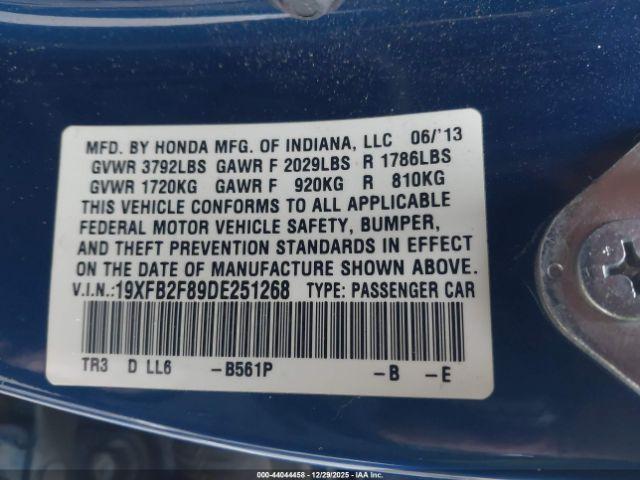 MFD. BY HONDA MFG. OF INDIANA, LLC 06/'13
GVWR 3792LBS GAWR F 2029LBS R 1786LBS
GVWR 1720KG GAWR F 920KG R 810KG
THIS VEHICLE CONFORMS TO ALL APPLICABLE
FEDERAL MOTOR VEHICLE SAFETY, BUMPER,
AND THEFT PREVENTION STANDARDS IN EFFECT
ON THE DATE OF MANUFACTURE SHOWN ABOVE.
V.I.N.:19XFB2F89DE251268 TYPE: PASSENGER CAR
TR3 D LL6 -B561P -B -E
000-44044458 - 12/29/2025 - IAA.